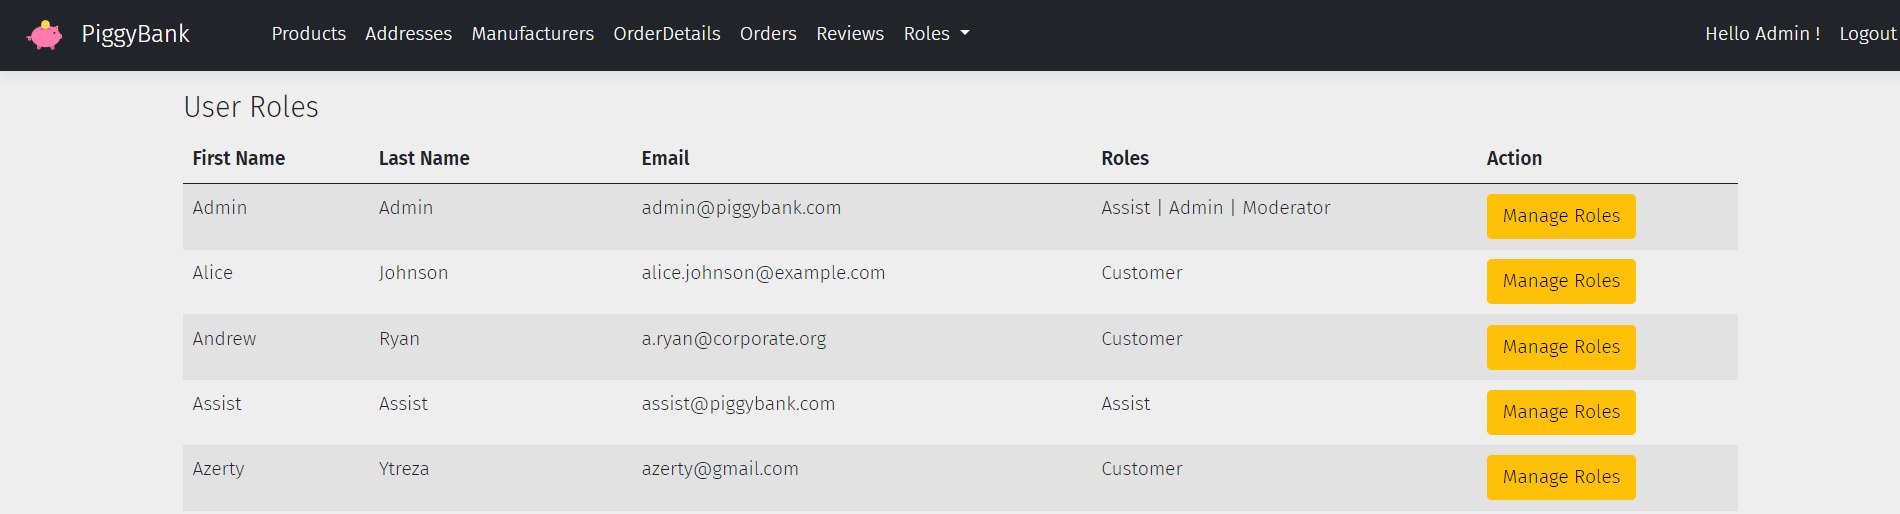 PiggyBank Products Addresses Manufacturers OrderDetails Orders Reviews Roles Hello Admin ! Logout
User Roles
First Name Last Name Email Roles Action
Admin Admin admin@piggybank.com Assist | Admin | Moderator Manage Roles
Alice Johnson alice.johnson@example.com Customer Manage Roles
Andrew Ryan a.ryan@corporate.org Customer Manage Roles
Assist Assist assist@piggybank.com Assist Manage Roles
Azerty Ytreza azerty@gmail.com Customer Manage Roles